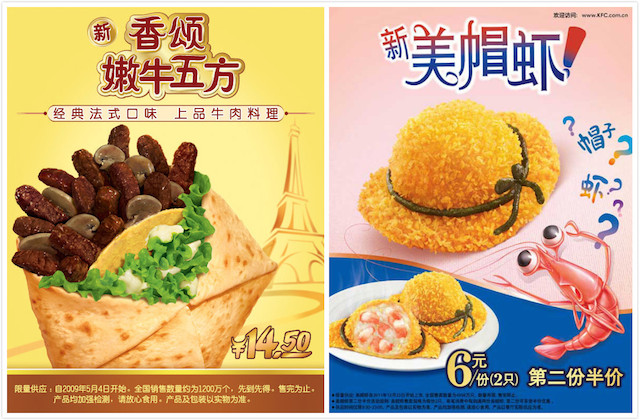 新
香颂
嫩牛五方
经典法式口味 上品牛肉料理
¥14.50
限量供应：自2009年5月4日开始。全国销售数量约为1200万个，先到先得，售完为止。
产品均加强检测，请放心食用。产品及包装以实物为准。
欢迎访问：www.KFC.com.cn
新美帽虾!
?
帽子
?
虾?
???
6元/份(2只) 第二份半价